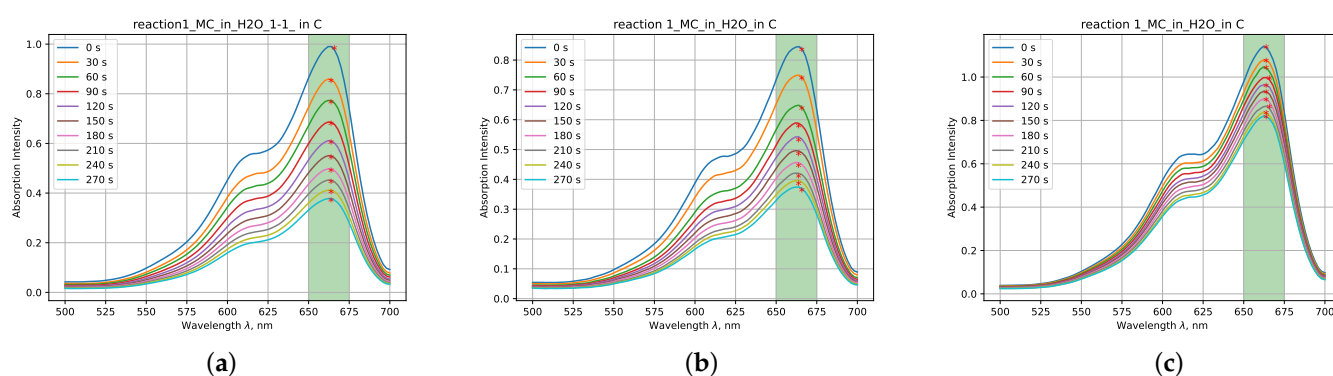 reaction1_MC_in_H2O_1-1_ in C
1.0
0.8
0.6
0.4
0.2
0.0
Absorption Intensity
0 s
30 s
60 s
90 s
120 s
150 s
180 s
210 s
240 s
270 s
500 525 550 575 600 625 650 675 700
Wavelength λ, nm
(a)
reaction 1_MC_in_H2O_in C
0.8
0.7
0.6
0.5
0.4
0.3
0.2
0.1
0.0
Absorption Intensity
0 s
30 s
60 s
90 s
120 s
150 s
180 s
210 s
240 s
270 s
500 525 550 575 600 625 650 675 700
Wavelength λ, nm
(b)
reaction 1_MC_in_H2O_in C
1.0
0.8
0.6
0.4
0.2
0.0
Absorption Intensity
0 s
30 s
60 s
90 s
120 s
150 s
180 s
210 s
240 s
270 s
500 525 550 575 600 625 650 675 700
Wavelength λ, nm
(c)